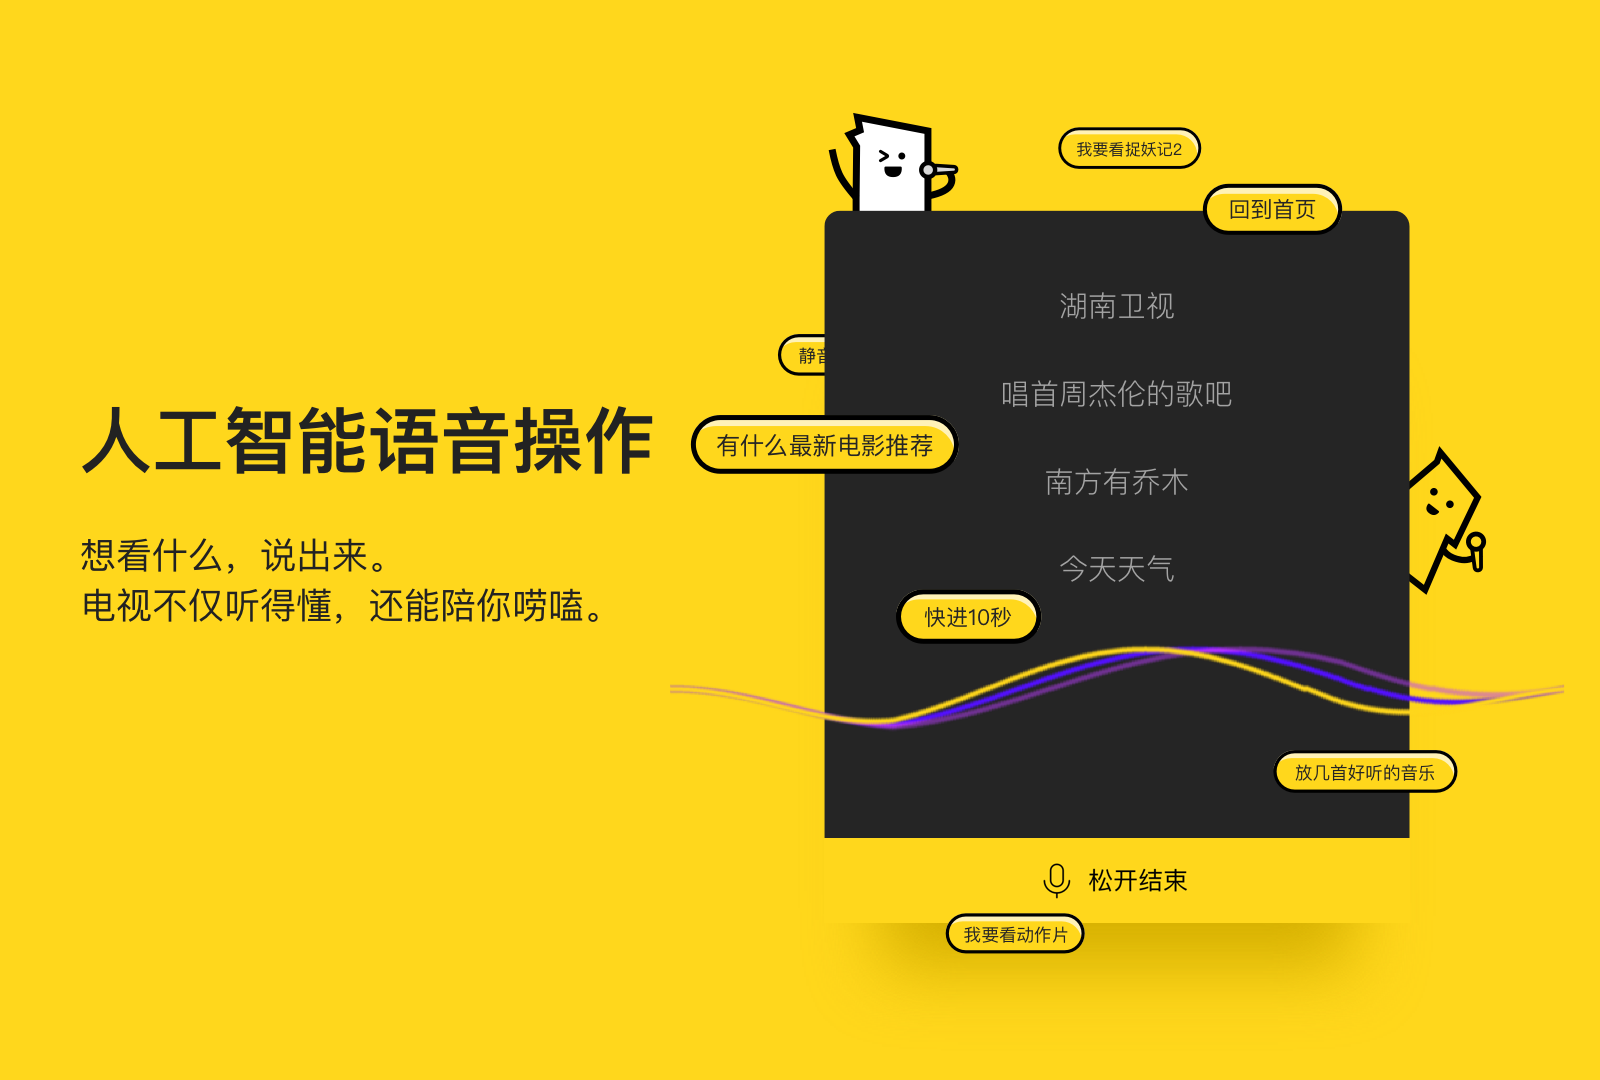 人工智能语音操作
想看什么，说出来。
电视不仅听得懂，还能陪你唠嗑。
我要看捉妖记2
回到首页
湖南卫视
静音
唱首周杰伦的歌吧
有什么最新电影推荐
南方有乔木
今天天气
快进10秒
放几首好听的音乐
松开结束
我要看动作片